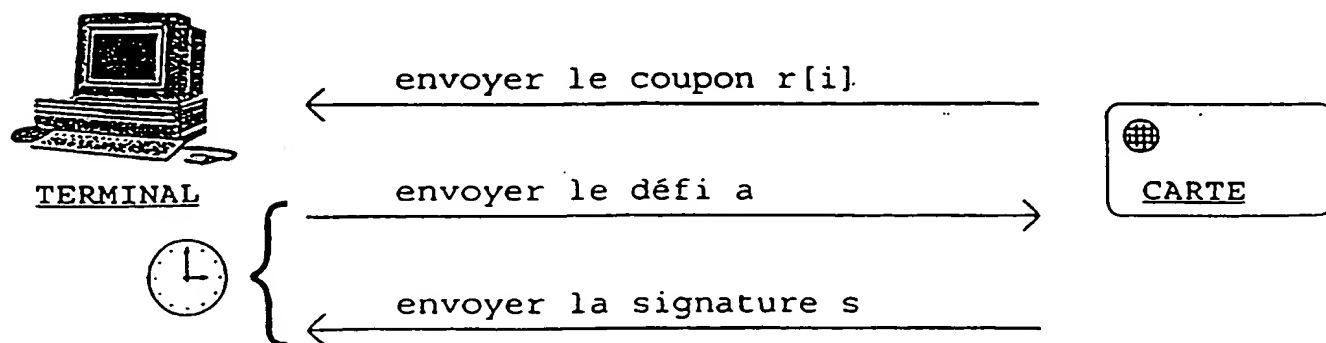 envoyer le coupon r[i]
TERMINAL
envoyer le défi a
CARTE
envoyer la signature s